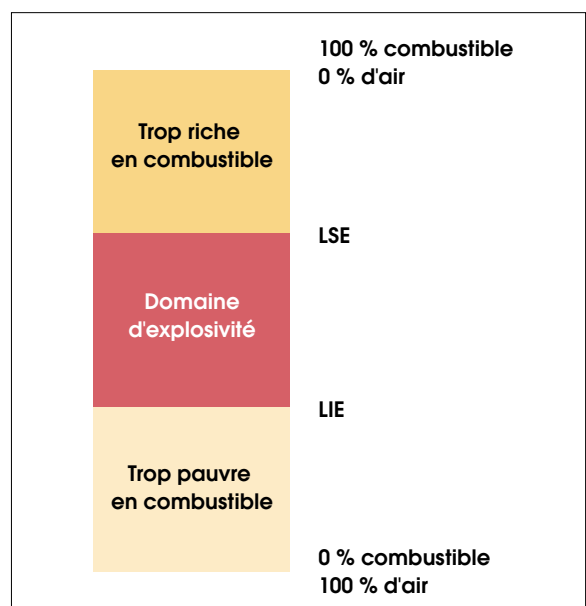 100 % combustible
0 % d'air
Trop riche
en combustible
LSE
Domaine
d'explosivité
LIE
Trop pauvre
en combustible
0 % combustible
100 % d'air